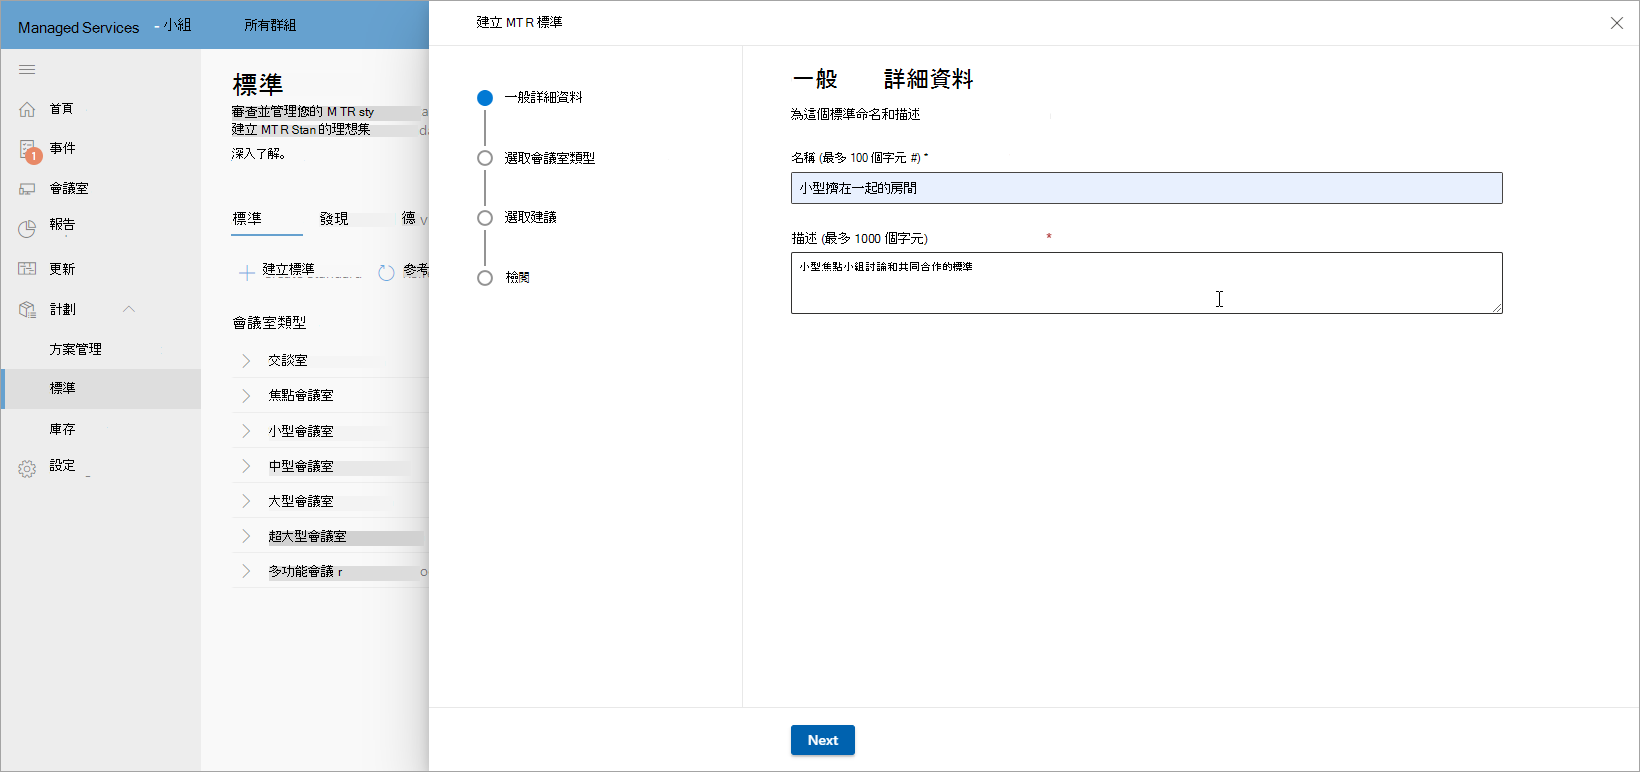 Managed Services - 小組 所有群組
首頁
事件
1
會議室
報告
更新
計劃
方案管理
標準
庫存
設定
標準
審查並管理您的 M TR sty a
建立 MT R Stan 的理想集 d
深入了解。
標準 發現 德 v
建立標準 參考
會議室類型
交談室
焦點會議室
小型會議室
中型會議室
大型會議室
超大型會議室
多功能會議 r o
建立 MT R 標準
一般詳細資料
選取會議室類型
選取建議
檢閱
一般 詳細資料
為這個標準命名和描述
名稱 (最多 100 個字元 #) *
小型擠在一起的房間
描述 (最多 1000 個字元) *
小型焦點小組討論和共同合作的標準
Next